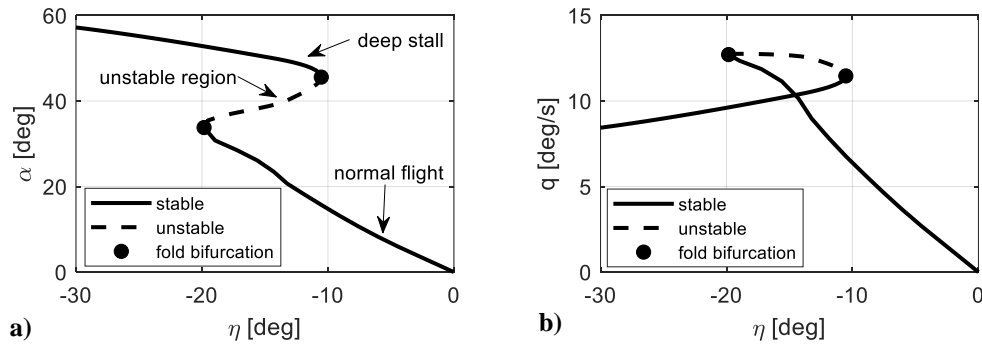 60
40
20
0
α [deg]
deep stall
unstable region
normal flight
stable
unstable
fold bifurcation
-30
-20
-10
0
η [deg]
a)
15
10
5
0
q [deg/s]
stable
unstable
fold bifurcation
-30
-20
-10
0
η [deg]
b)